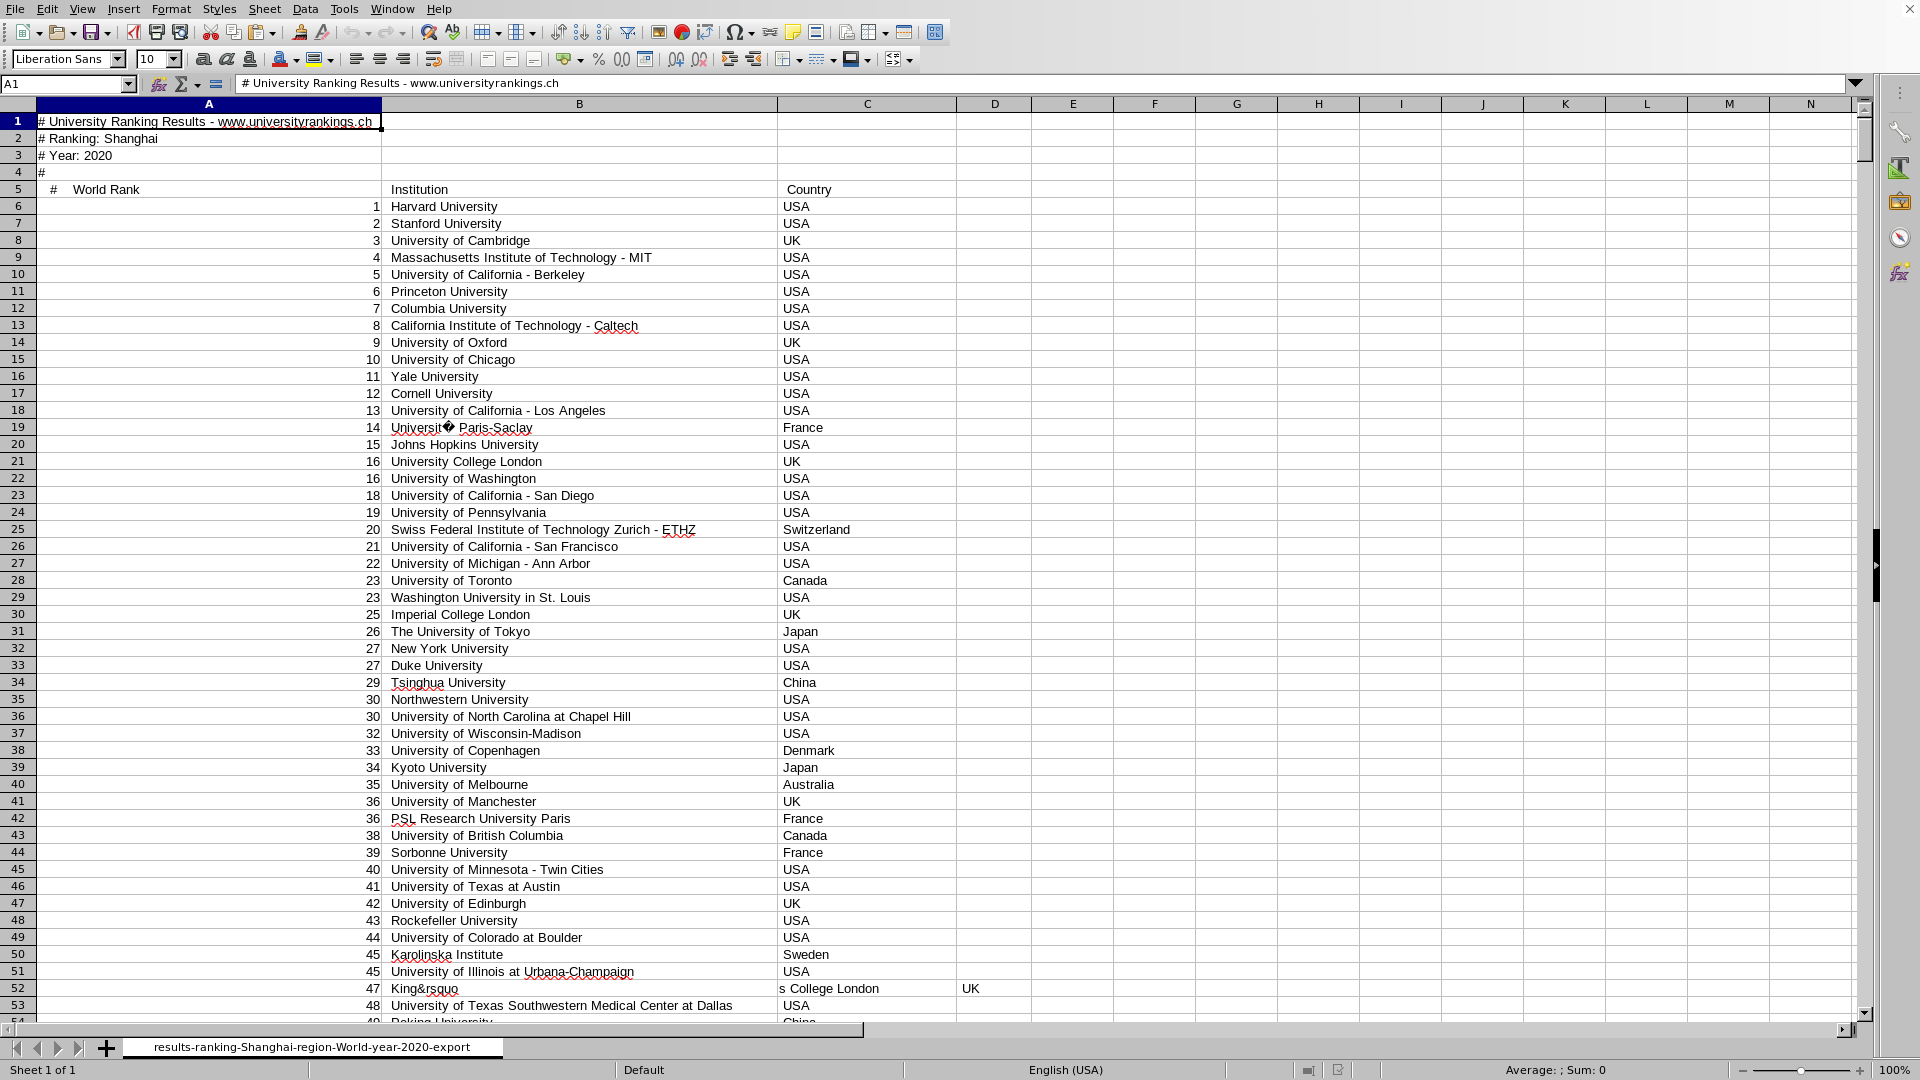 File Edit View Insert Format Styles Sheet Data Tools Window Help
Liberation Sans 10
A1 # University Ranking Results - www.universityrankings.ch
A B C D E F G H I J K L M N
1 # University Ranking Results - www.universityrankings.ch
2 # Ranking: Shanghai
3 # Year: 2020
4 #
5 # World Rank Institution Country
6 1 Harvard University USA
7 2 Stanford University USA
8 3 University of Cambridge UK
9 4 Massachusetts Institute of Technology - MIT USA
10 5 University of California - Berkeley USA
11 6 Princeton University USA
12 7 Columbia University USA
13 8 California Institute of Technology - Caltech USA
14 9 University of Oxford UK
15 10 University of Chicago USA
16 11 Yale University USA
17 12 Cornell University USA
18 13 University of California - Los Angeles USA
19 14 Universit� Paris-Saclay France
20 15 Johns Hopkins University USA
21 16 University College London UK
22 16 University of Washington USA
23 18 University of California - San Diego USA
24 19 University of Pennsylvania USA
25 20 Swiss Federal Institute of Technology Zurich - ETHZ Switzerland
26 21 University of California - San Francisco USA
27 22 University of Michigan - Ann Arbor USA
28 23 University of Toronto Canada
29 23 Washington University in St. Louis USA
30 25 Imperial College London UK
31 26 The University of Tokyo Japan
32 27 New York University USA
33 27 Duke University USA
34 29 Tsinghua University China
35 30 Northwestern University USA
36 30 University of North Carolina at Chapel Hill USA
37 32 University of Wisconsin-Madison USA
38 33 University of Copenhagen Denmark
39 34 Kyoto University Japan
40 35 University of Melbourne Australia
41 36 University of Manchester UK
42 36 PSL Research University Paris France
43 38 University of British Columbia Canada
44 39 Sorbonne University France
45 40 University of Minnesota - Twin Cities USA
46 41 University of Texas at Austin USA
47 42 University of Edinburgh UK
48 43 Rockefeller University USA
49 44 University of Colorado at Boulder USA
50 45 Karolinska Institute Sweden
51 45 University of Illinois at Urbana-Champaign USA
52 47 King&rsquo s College London UK
53 48 University of Texas Southwestern Medical Center at Dallas USA
54 49 Peking University China
results-ranking-Shanghai-region-World-year-2020-export
Sheet 1 of 1 Default English (USA) Average: ; Sum: 0 100%